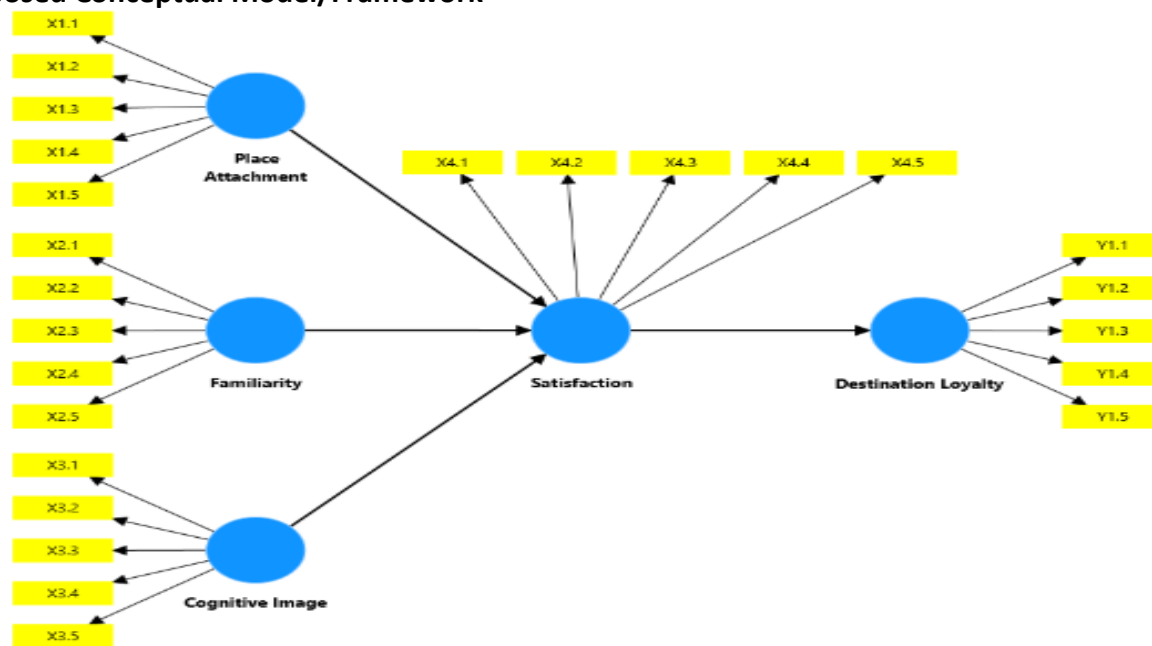 Conceptual Model/Framework
X1.1
X1.2
X1.3
X1.4
X1.5
Place
Attachment
X4.1 X4.2 X4.3 X4.4 X4.5
X2.1
X2.2
X2.3
X2.4
X2.5
Familiarity
Satisfaction
Destination Loyalty
Y1.1
Y1.2
Y1.3
Y1.4
Y1.5
X3.1
X3.2
X3.3
X3.4
X3.5
Cognitive Image